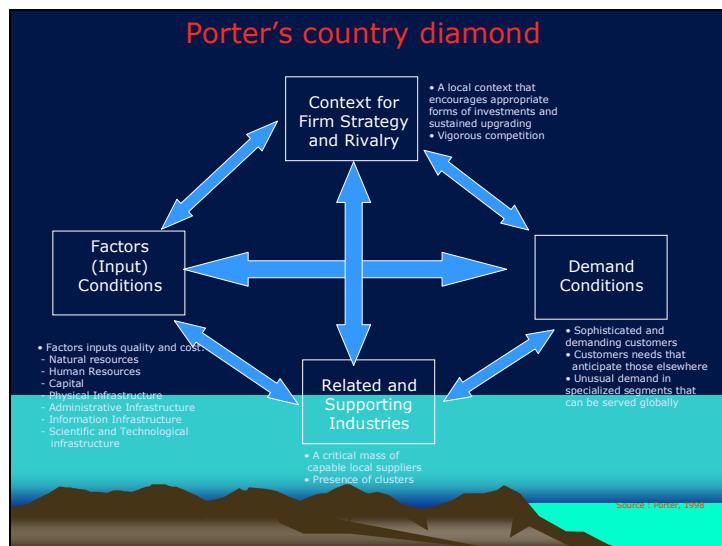 Porter's country diamond
Context for
Firm Strategy
and Rivalry
• A local context that
encourages appropriate
forms of investments and
sustained upgrading
• Vigorous competition
Factors
(Input)
Conditions
Demand
Conditions
• Factors inputs quality and cost:
- Natural resources
- Human Resources
- Capital
- Physical Infrastructure
- Administrative Infrastructure
- Information Infrastructure
- Scientific and Technological
infrastructure
Related and
Supporting
Industries
• Sophisticated and
demanding customers
• Customers needs that
anticipate those elsewhere
• Unusual demand in
specialized segments that
can be served globally
• A critical mass of
capable local suppliers
• Presence of clusters
Source : Porter, 1998